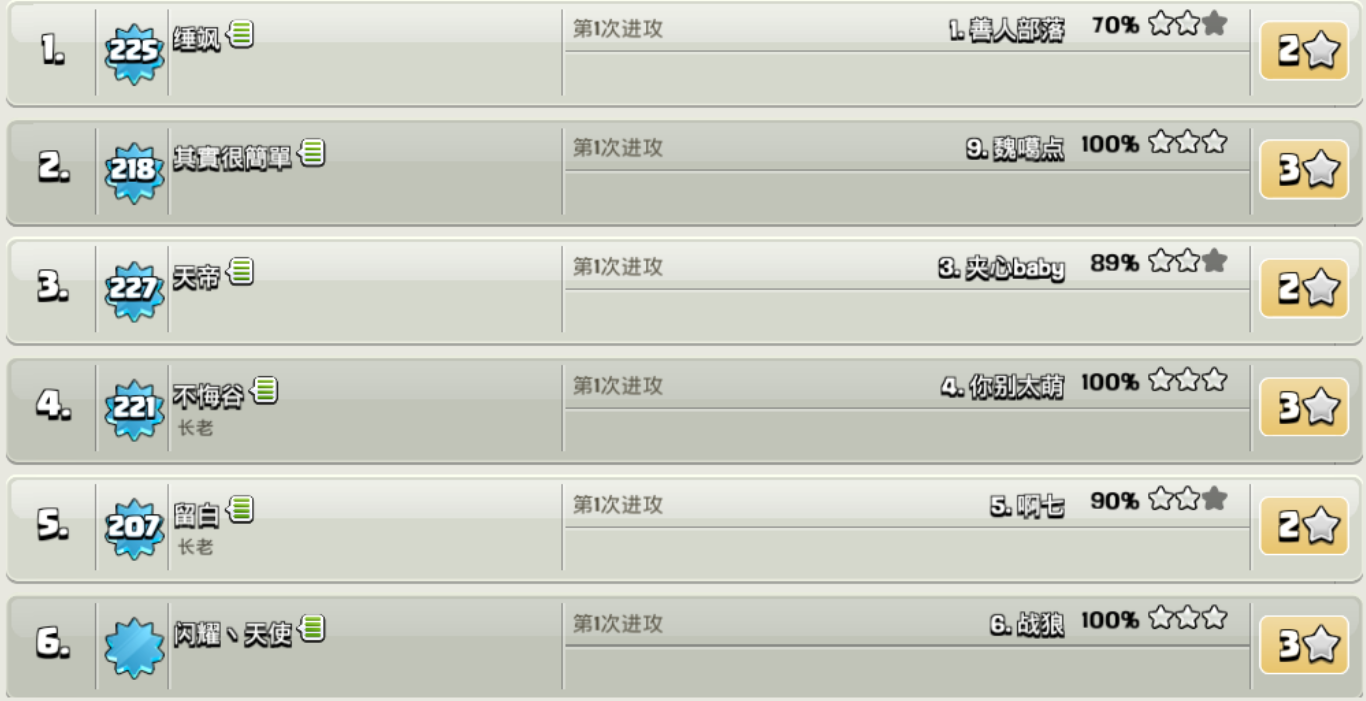 1. 225 缍飒 第1次进攻 1. 善人部落 70% 2
2. 218 其實很簡單 第1次进攻 9. 魏噶点 100% 3
3. 227 天帝 第1次进攻 3. 夹心baby 89% 2
4. 221 不悔谷 第1次进攻 4. 你别太萌 100% 3
长老
5. 207 留白 第1次进攻 5. 啊七 90% 2
长老
6. 闪耀丶天使 第1次进攻 6. 战狼 100% 3